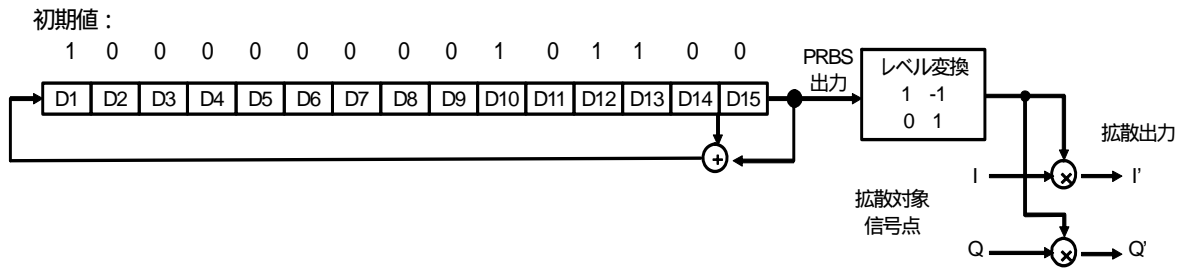 初期値：
1 0 0 0 0 0 0 0 0 1 0 1 1 0 0
D1 D2 D3 D4 D5 D6 D7 D8 D9 D10 D11 D12 D13 D14 D15
PRBS
出力
レベル変換
1 -1
0 1
+
拡散出力
I × I'
拡散対象
信号点
Q × Q'